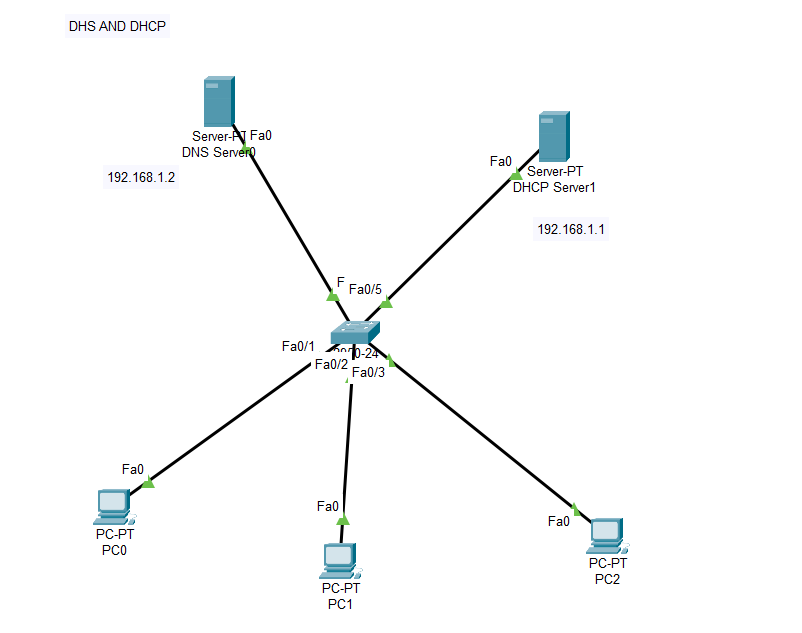 DHS AND DHCP
Fa0
Server-PT
DNS Server0
192.168.1.2
Fa0
Server-PT
DHCP Server1
192.168.1.1
F
Fa0/5
Fa0/1
Fa0/2
Fa0/3
Fa0
PC-PT
PC0
Fa0
PC-PT
PC1
Fa0
PC-PT
PC2